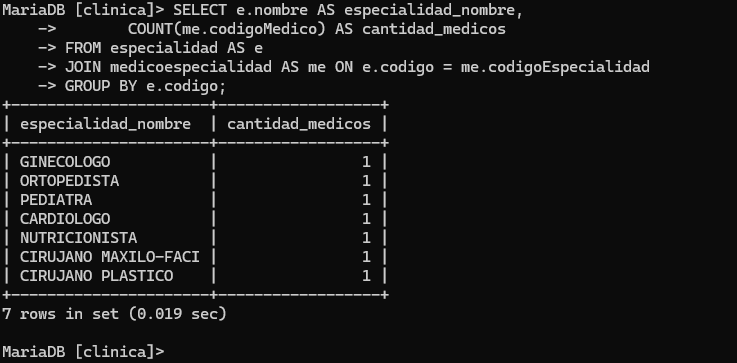 MariaDB [clinica]> SELECT e.nombre AS especialidad_nombre,
    ->        COUNT(me.codigoMedico) AS cantidad_medicos
    -> FROM especialidad AS e
    -> JOIN medicoespecialidad AS me ON e.codigo = me.codigoEspecialidad
    -> GROUP BY e.codigo;
+----------------------+------------------+
| especialidad_nombre  | cantidad_medicos |
+----------------------+------------------+
| GINECOLOGO           |                1 |
| ORTOPEDISTA          |                1 |
| PEDIATRA             |                1 |
| CARDIOLOGO           |                1 |
| NUTRICIONISTA        |                1 |
| CIRUJANO MAXILO-FACI |                1 |
| CIRUJANO PLASTICO    |                1 |
+----------------------+------------------+
7 rows in set (0.019 sec)
MariaDB [clinica]>